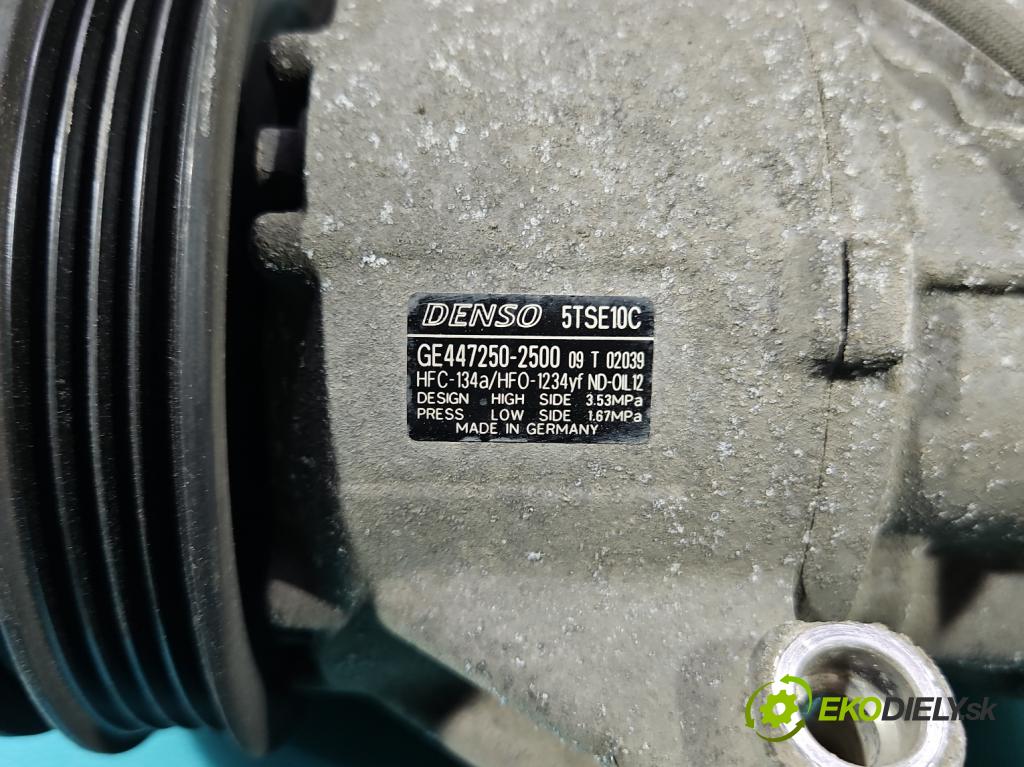 DENSO 5TSE10C
GE447250-2500 09 T 02039
HFC-134a/HFO-1234yf ND-OIL12
DESIGN HIGH SIDE 3.53MPa
PRESS LOW SIDE 1.67MPa
MADE IN GERMANY
EKODIELY.sk